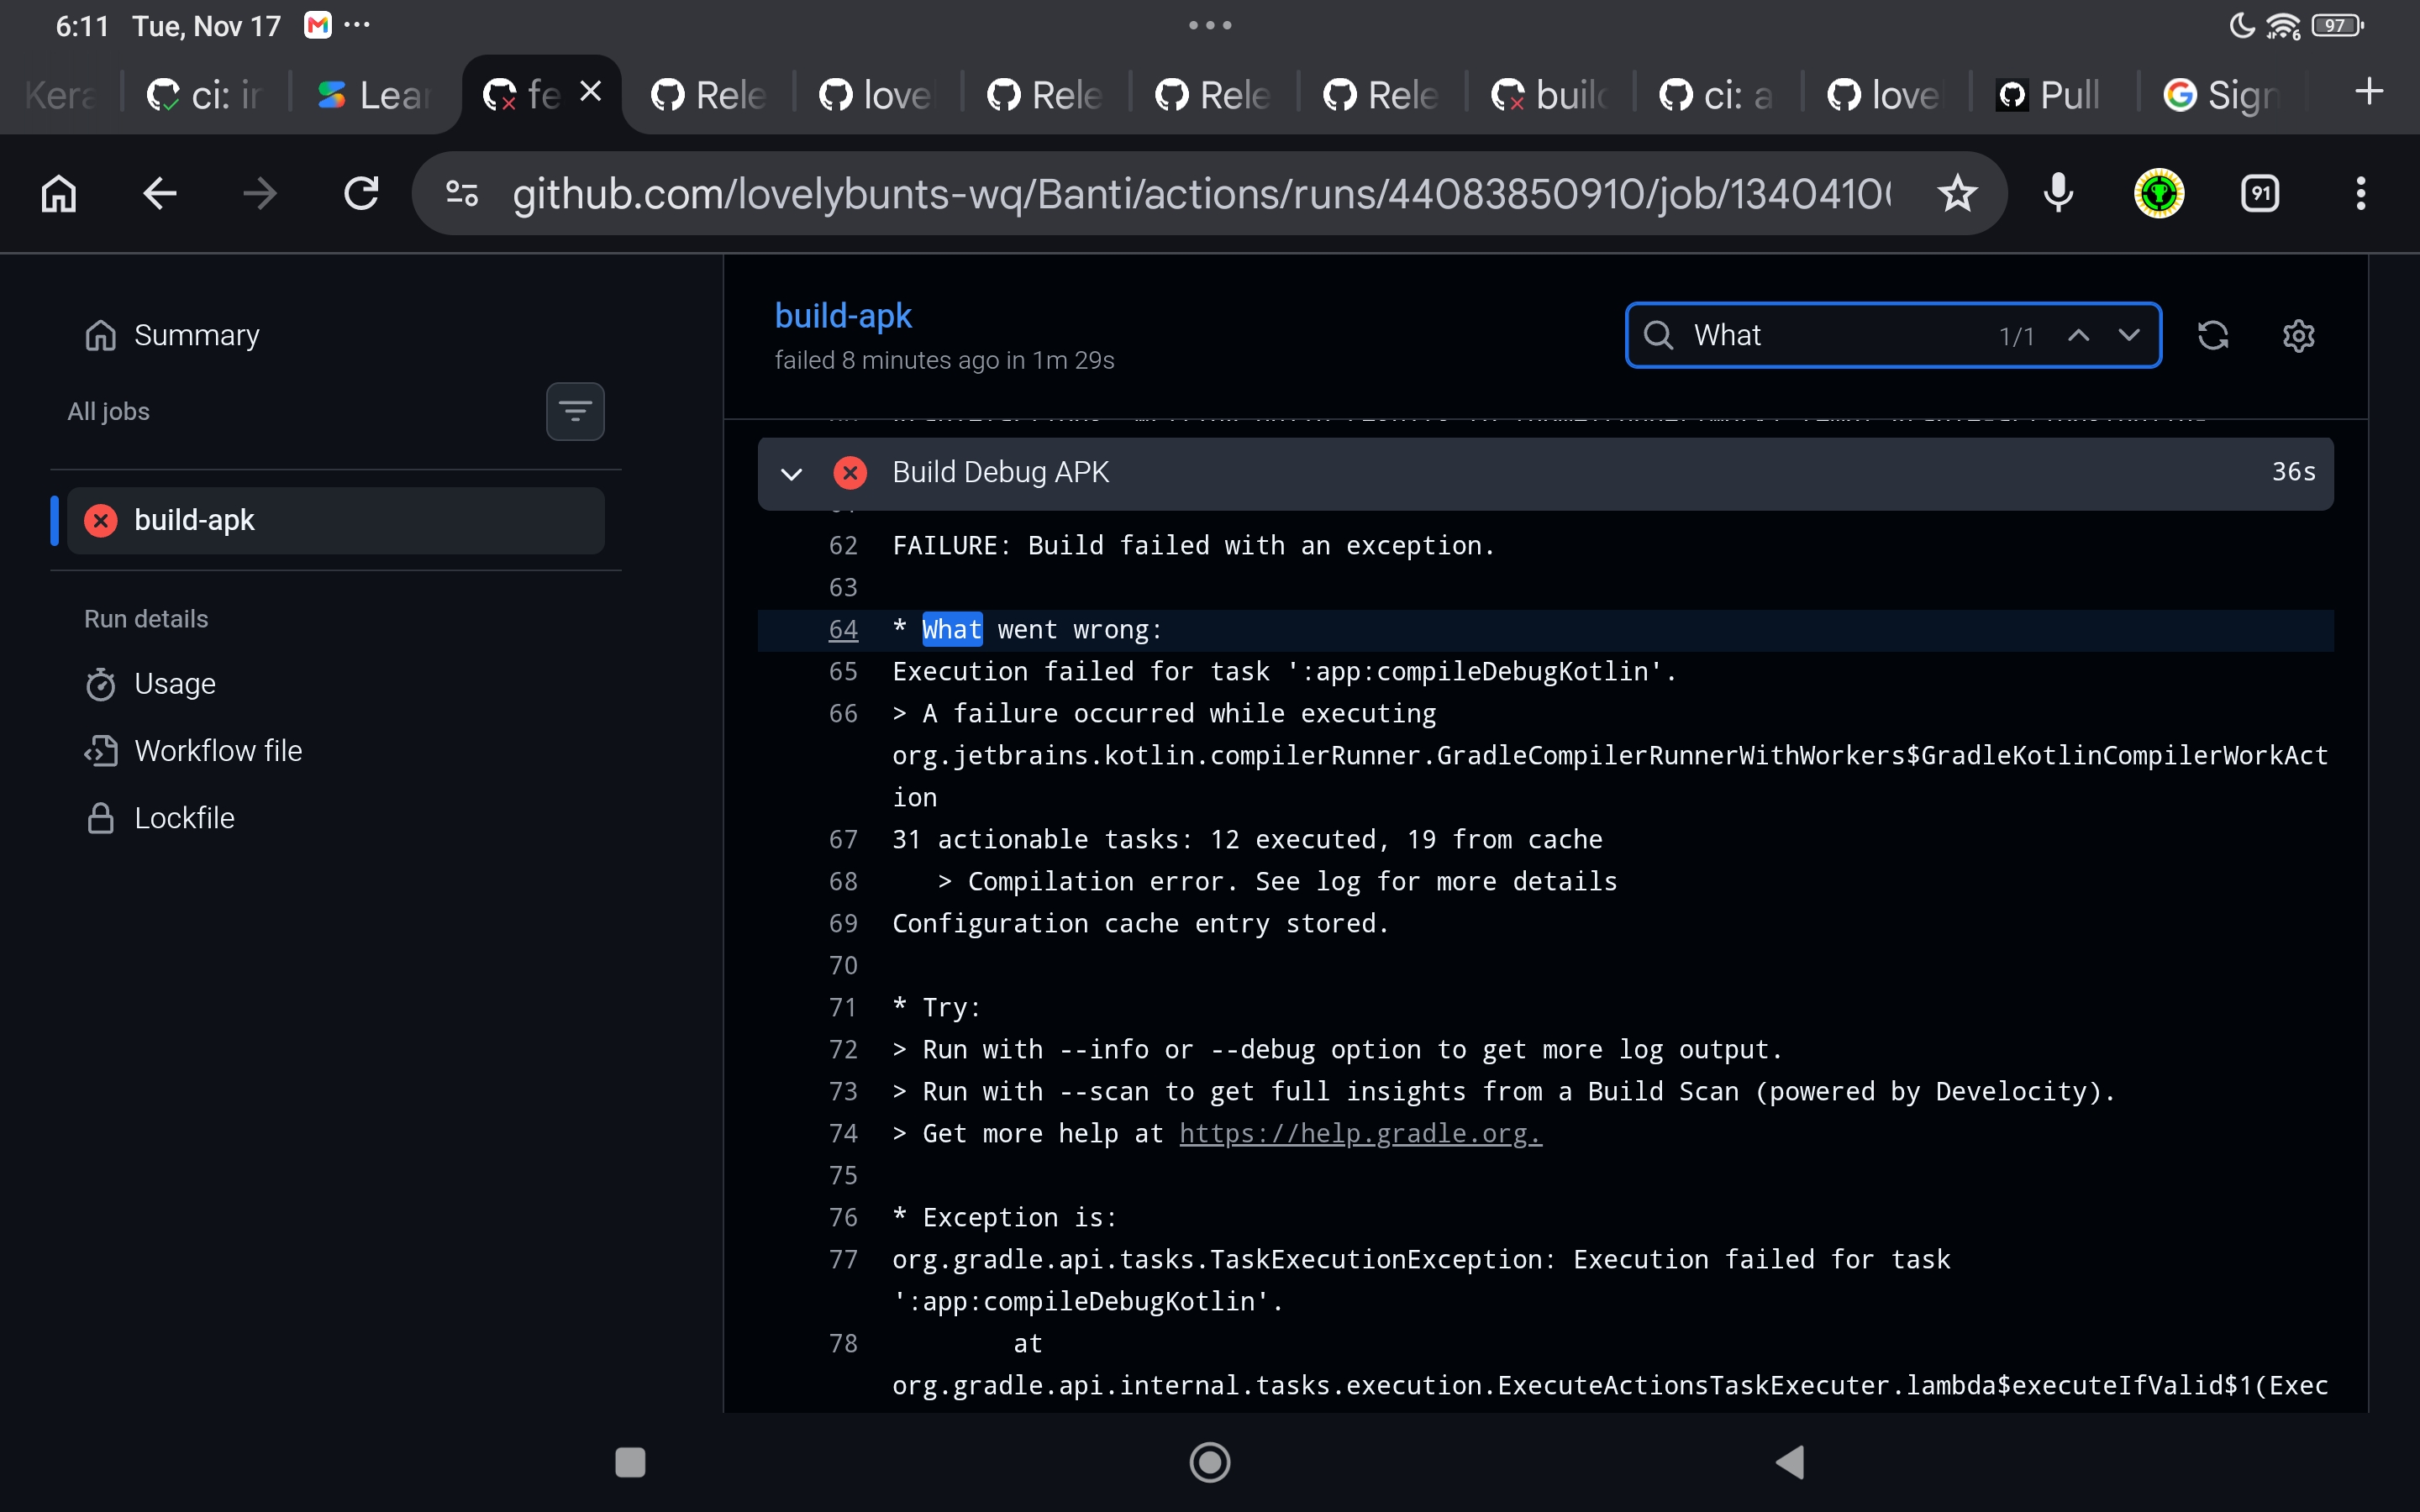 6:11 Tue, Nov 17
97
Kera
ci: in
Lear
fe
Rele
love
Rele
Rele
Rele
build
ci: a
love
Pull
Sign
github.com/lovelybunts-wq/Banti/actions/runs/44083850910/job/1340410
91
Summary
All jobs
build-apk
Run details
Usage
Workflow file
Lockfile
build-apk
failed 8 minutes ago in 1m 29s
What 1/1
Build Debug APK 36s
62 FAILURE: Build failed with an exception.
63
64 * What went wrong:
65 Execution failed for task ':app:compileDebugKotlin'.
66 > A failure occurred while executing
org.jetbrains.kotlin.compilerRunner.GradleCompilerRunnerWithWorkers$GradleKotlinCompilerWorkAct
ion
67 31 actionable tasks: 12 executed, 19 from cache
68 > Compilation error. See log for more details
69 Configuration cache entry stored.
70
71 * Try:
72 > Run with --info or --debug option to get more log output.
73 > Run with --scan to get full insights from a Build Scan (powered by Develocity).
74 > Get more help at https://help.gradle.org.
75
76 * Exception is:
77 org.gradle.api.tasks.TaskExecutionException: Execution failed for task
':app:compileDebugKotlin'.
78 at
org.gradle.api.internal.tasks.execution.ExecuteActionsTaskExecuter.lambda$executeIfValid$1(Exec